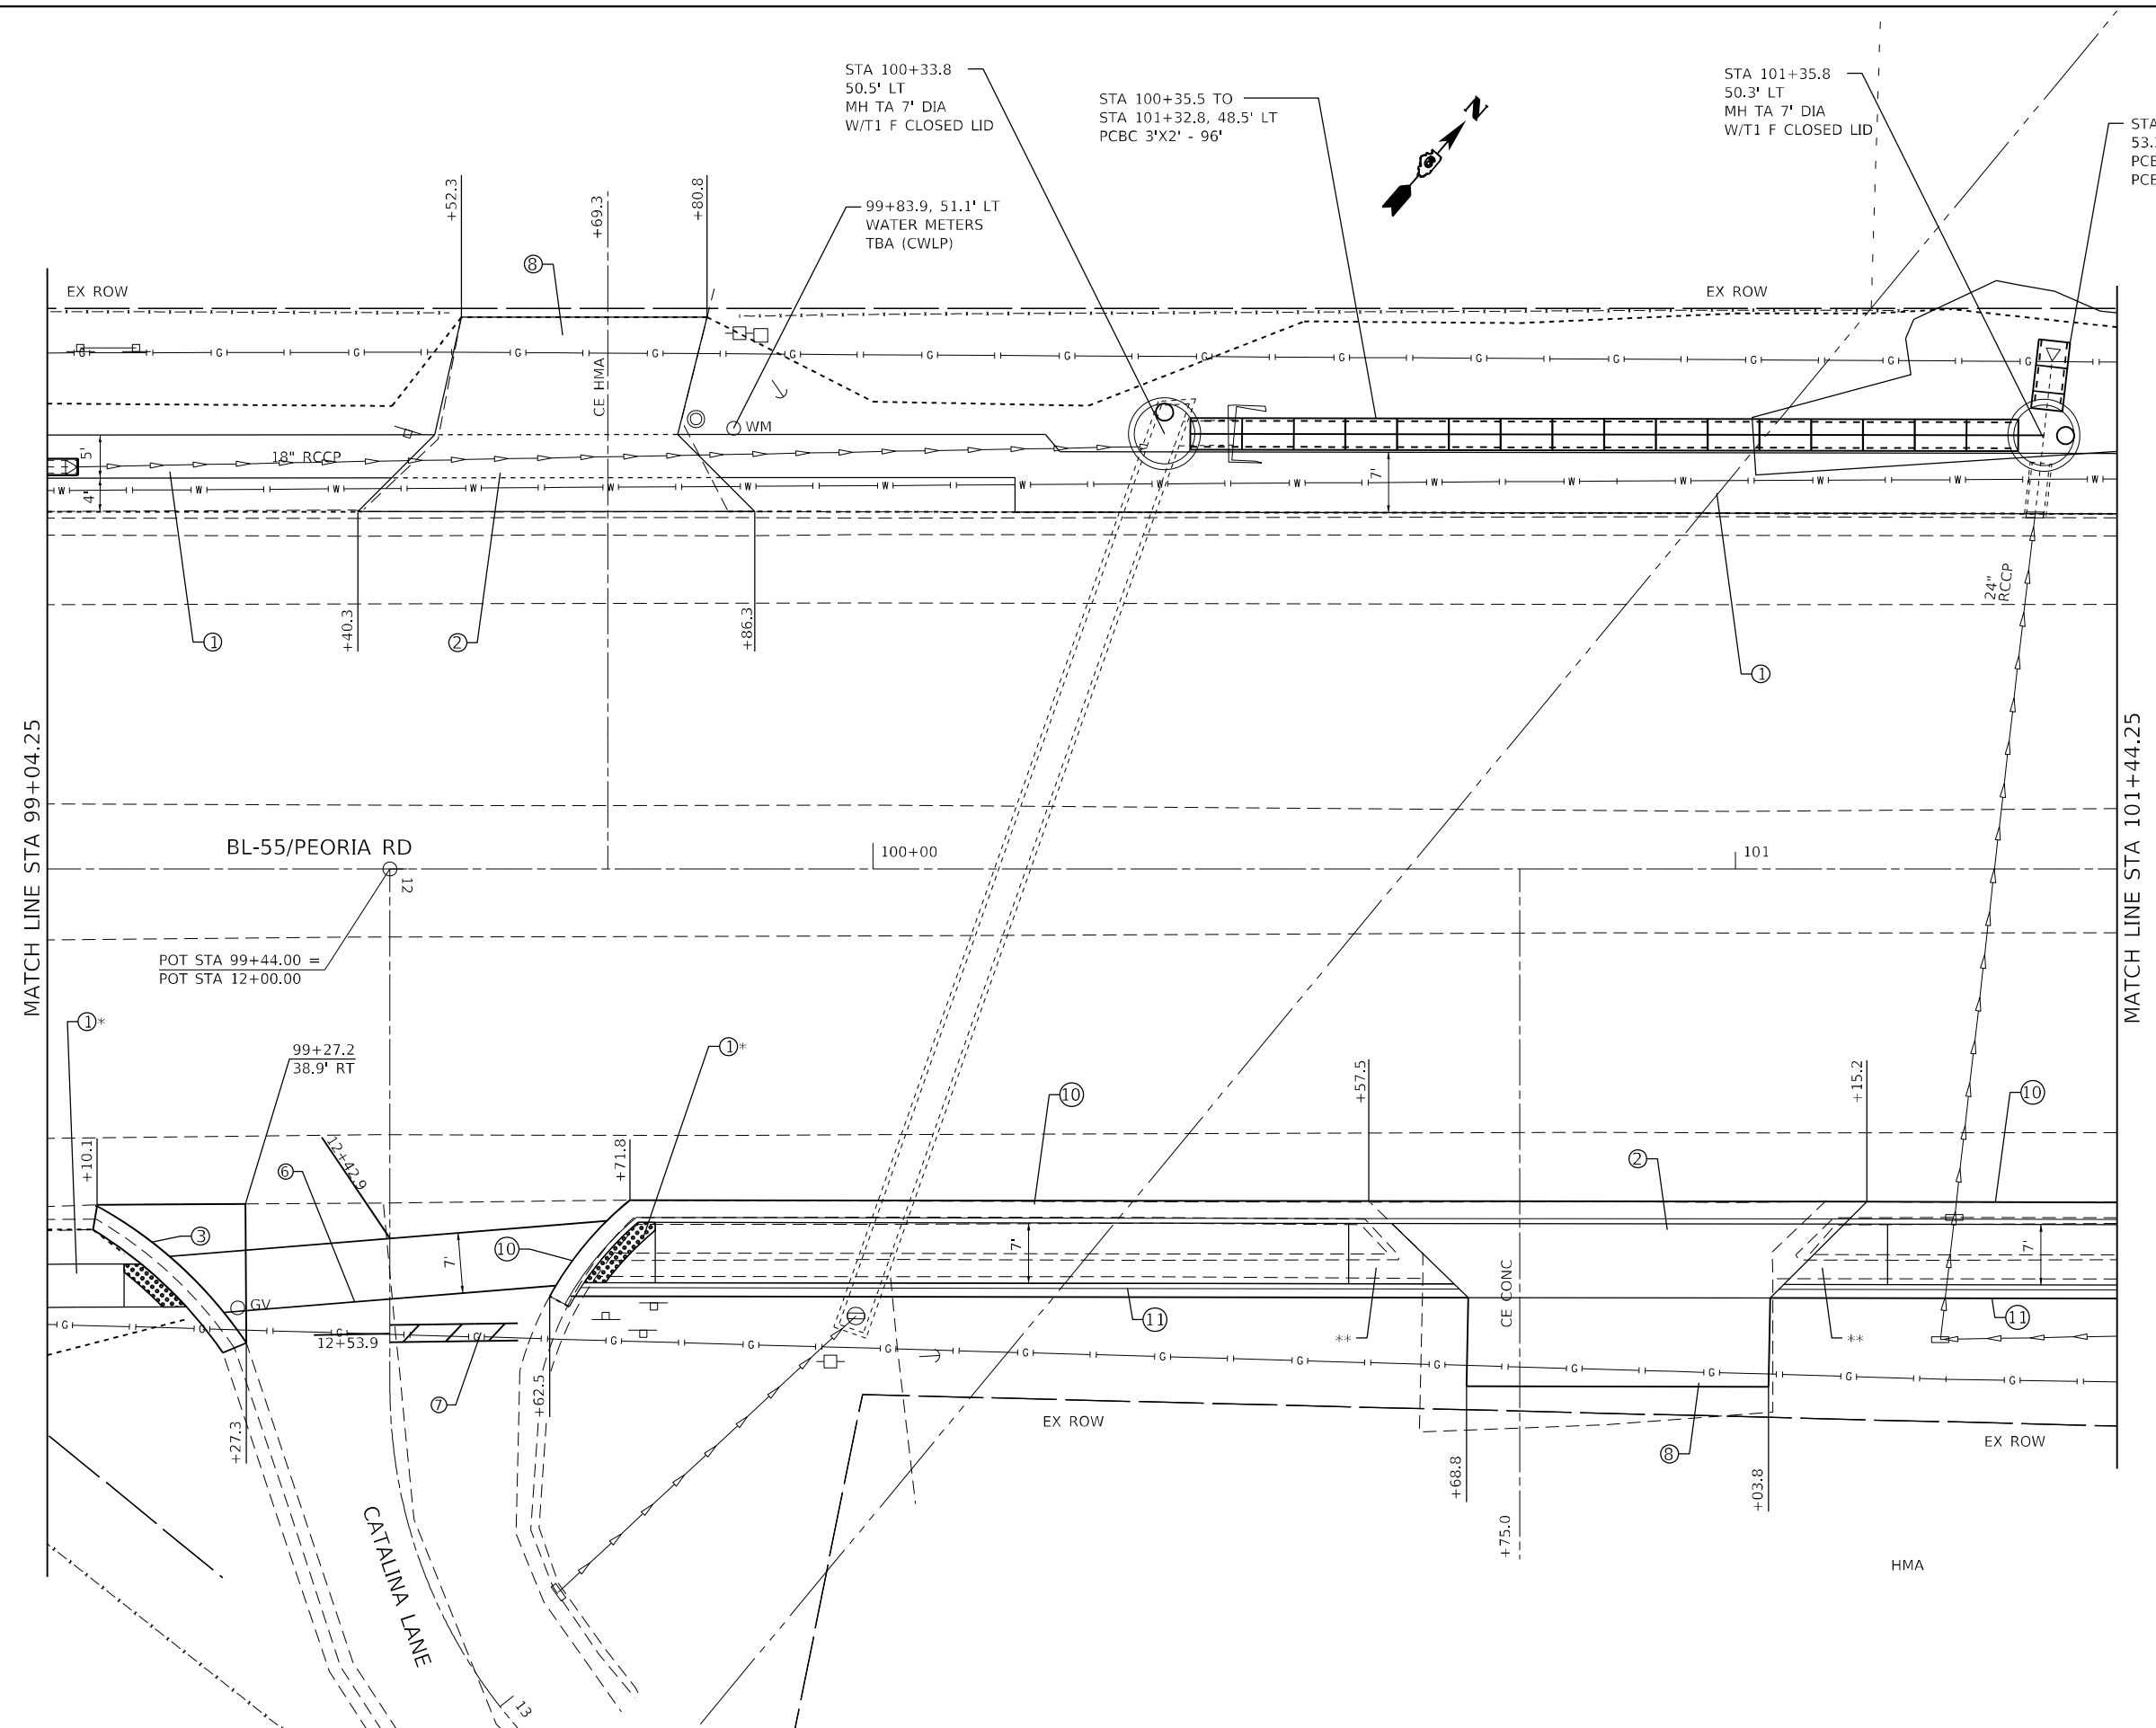 STA 100+33.8
50.5' LT
MH TA 7' DIA
W/T1 F CLOSED LID
STA 100+35.5 TO
STA 101+32.8, 48.5' LT
PCBC 3'X2' - 96'
N
STA 101+35.8
50.3' LT
MH TA 7' DIA
W/T1 F CLOSED LID
+52.3
+69.3
+80.8
99+83.9, 51.1' LT
WATER METERS
TBA (CWLP)
8
EX ROW
EX ROW
G G G G G G G G G G G G G G G
CE HMA
WM
5'
18" RCCP
4'
7'
W W W W W W W W W W W W W W W W
24"
RCCP
1
+40.3
2
+86.3
1
MATCH LINE STA 99+04.25
MATCH LINE STA 101+44.25
BL-55/PEORIA RD
12
100+00
101
POT STA 99+44.00 =
POT STA 12+00.00
1*
99+27.2
38.9' RT
1*
10
+57.5
+15.2
10
+10.1
12+42.9
6
+71.8
2
3
7'
10
7'
7'
CE CONC
GV
11
**
**
11
G G G G G G G G G G G G G G G
12+53.9
7
+62.5
+27.3
EX ROW
EX ROW
8
+68.8
+03.8
+75.0
CATALINA LANE
HMA
13